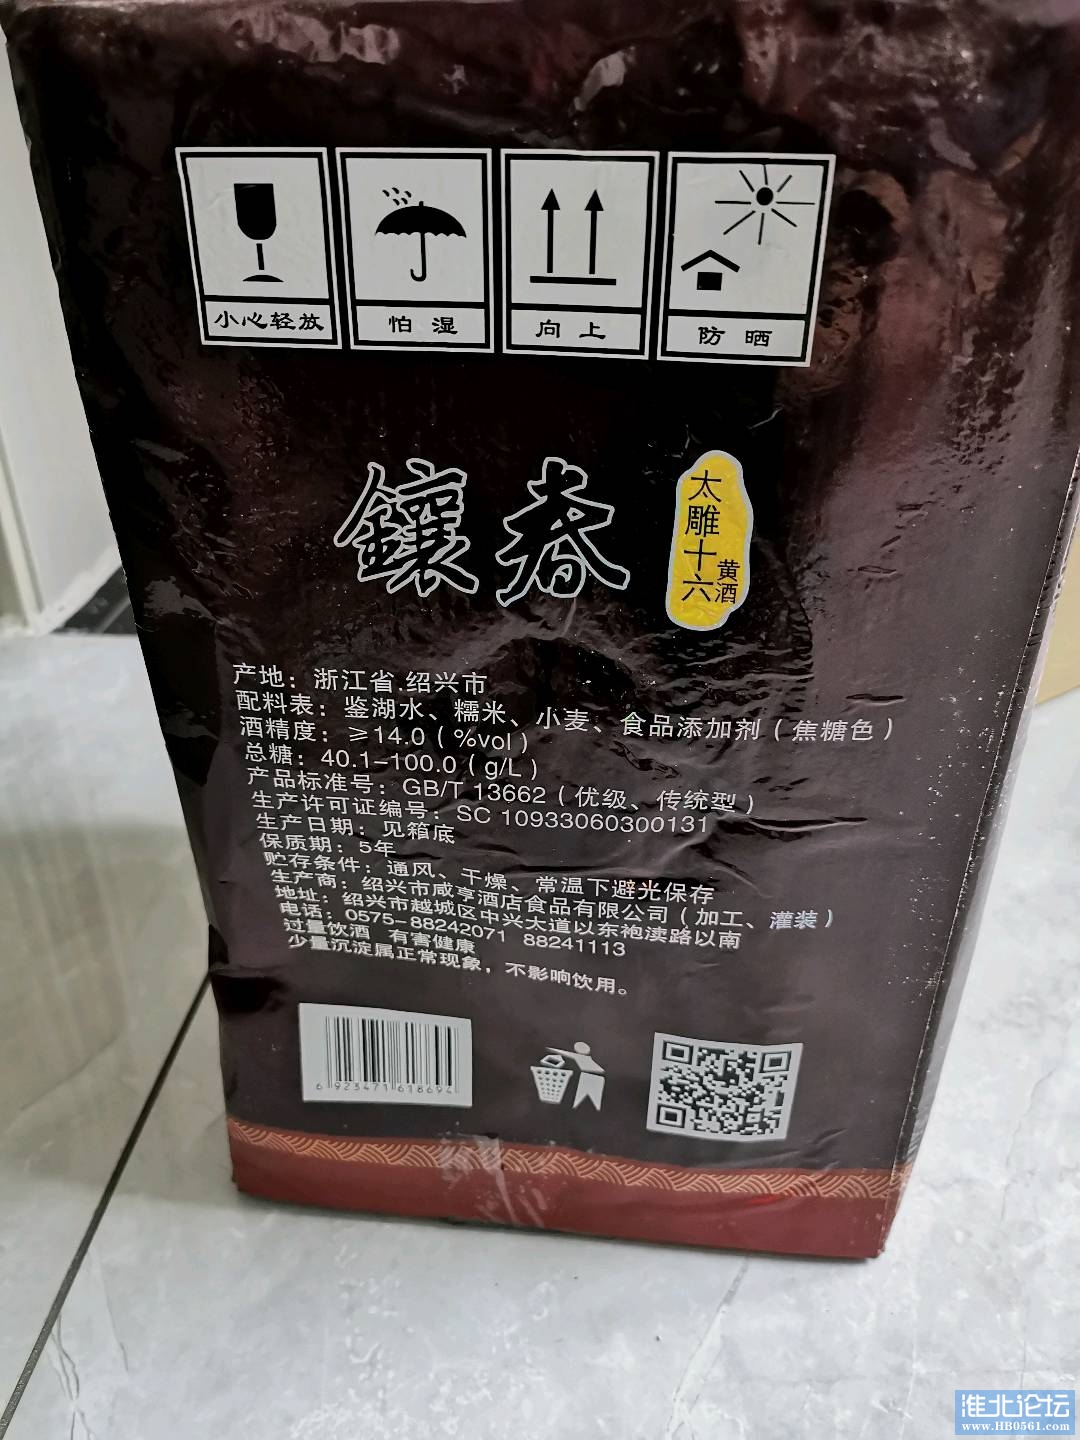 小心轻放
怕 湿
向 上
防 晒
鑲春
太雕十六
黄酒
产地：浙江省.绍兴市
配料表：鉴湖水、糯米、小麦、食品添加剂（焦糖色）
酒精度：≥14.0（%vol）
总糖：40.1-100.0（g/L）
产品标准号：GB/T 13662（优级、传统型）
生产许可证编号：SC 10933060300131
生产日期：见箱底
保质期：5年
贮存条件：通风、干燥、常温下避光保存
生产商：绍兴市咸亨酒店食品有限公司（加工、灌装）
地址：绍兴市越城区中兴大道以东袍渎路以南
电话：0575-88242071 88241113
过量饮酒 有害健康
少量沉淀属正常现象，不影响饮用。
6 923471 618694
淮北论坛
www.HB0561.com